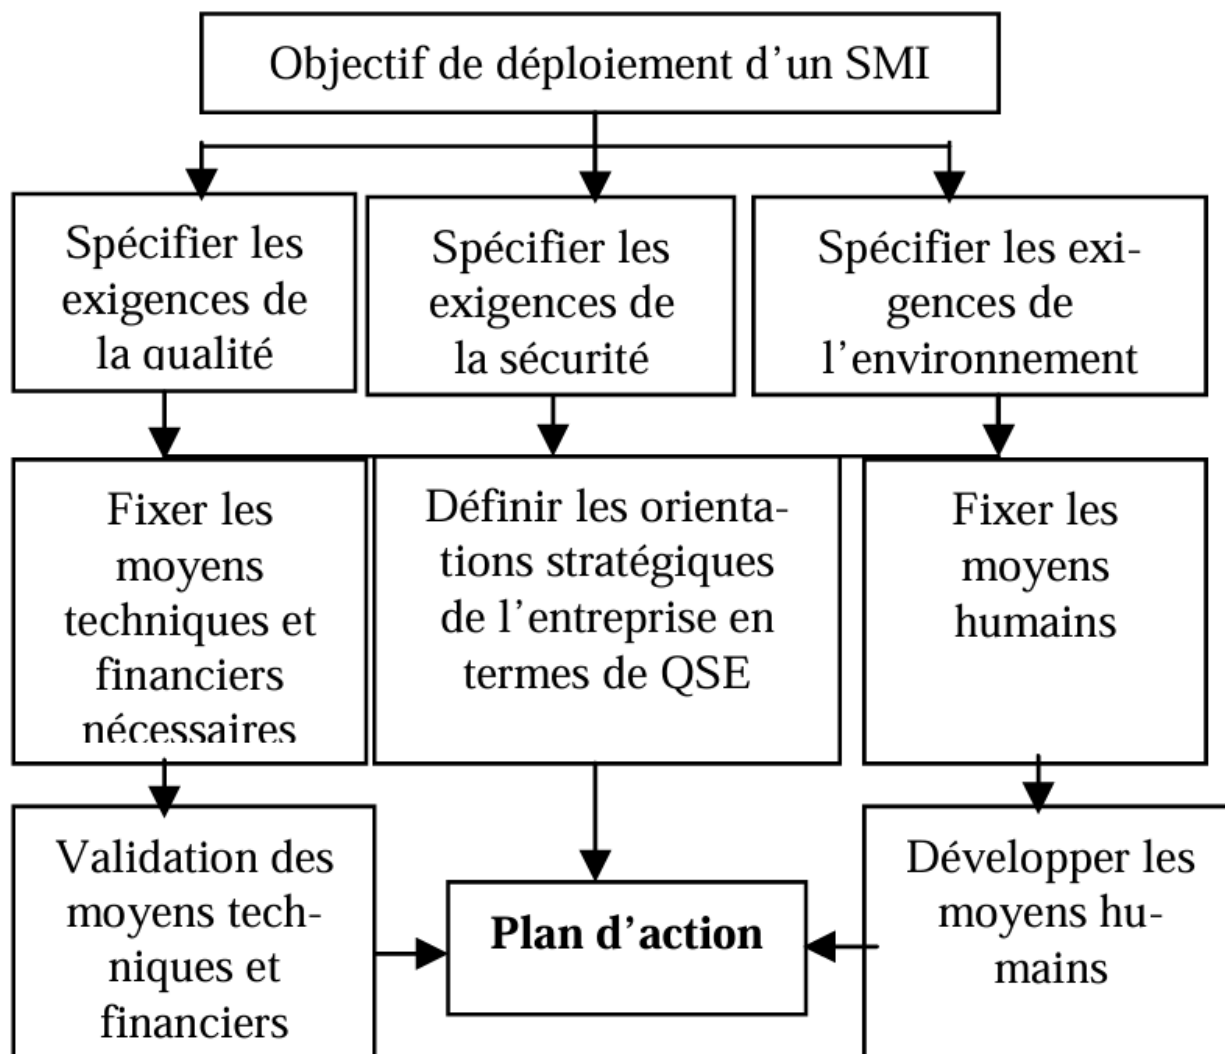 Objectif de déploiement d’un SMI
Spécifier les
exigences de
la qualité
Spécifier les
exigences de
la sécurité
Spécifier les exi-
gences de
l’environnement
Fixer les
moyens
techniques et
financiers
nécessaires
Définir les orienta-
tions stratégiques
de l’entreprise en
termes de QSE
Fixer les
moyens
humains
Validation des
moyens tech-
niques et
financiers
Plan d’action
Développer les
moyens hu-
mains